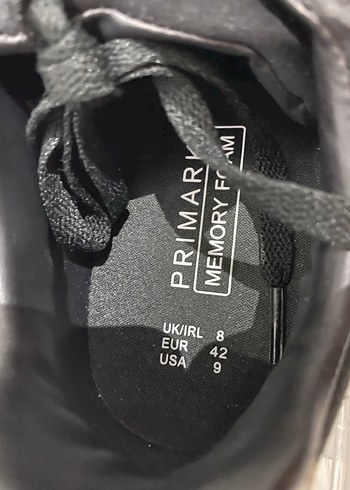 PRIMARK
MEMORY FOAM
UK/IRL 8
EUR 42
USA 9